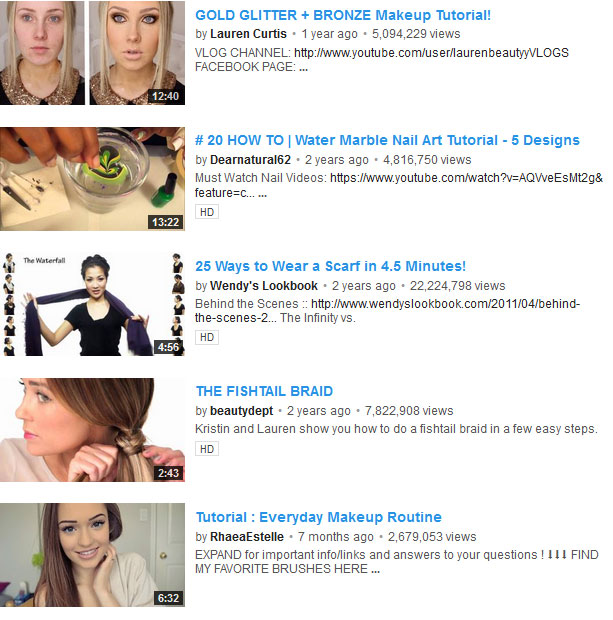 GOLD GLITTER + BRONZE Makeup Tutorial!
by Lauren Curtis • 1 year ago • 5,094,229 views
VLOG CHANNEL: http://www.youtube.com/user/laurenbeautyyVLOGS
FACEBOOK PAGE: ...
12:40
# 20 HOW TO | Water Marble Nail Art Tutorial - 5 Designs
by Dearnatural62 • 2 years ago • 4,816,750 views
Must Watch Nail Videos: https://www.youtube.com/watch?v=AQVveEsMt2g&
feature=c... ...
HD
13:22
The Waterfall
25 Ways to Wear a Scarf in 4.5 Minutes!
by Wendy's Lookbook • 2 years ago • 22,224,798 views
Behind the Scenes :: http://www.wendyslookbook.com/2011/04/behind-
the-scenes-2... The Infinity vs.
HD
4:56
THE FISHTAIL BRAID
by beautydept • 2 years ago • 7,822,908 views
Kristin and Lauren show you how to do a fishtail braid in a few easy steps.
HD
2:43
Tutorial : Everyday Makeup Routine
by RhaeaEstelle • 7 months ago • 2,679,053 views
EXPAND for important info/links and answers to your questions ! ⬇⬇⬇ FIND
MY FAVORITE BRUSHES HERE ...
6:32